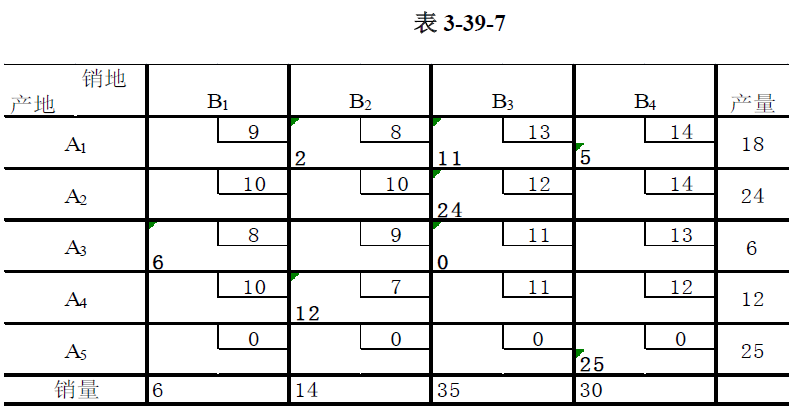 表 3-39-7
销地
产地 B1 B2 B3 B4 产量
A1 9 2 8 11 13 5 14 18
A2 10 10 24 12 14 24
A3 6 8 9 0 11 13 6
A4 10 12 7 11 12 12
A5 0 0 0 25 0 25
销量 6 14 35 30